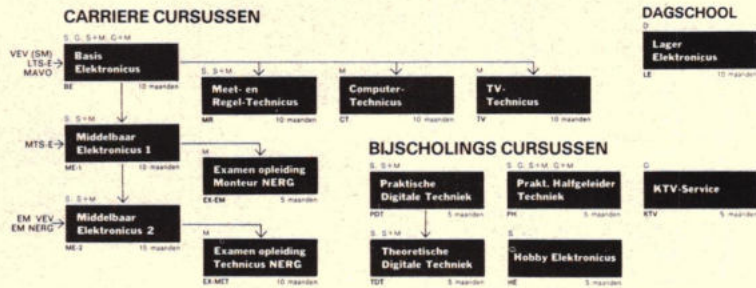 CARRIERE CURSUSSEN
S, G, S+M, G+M
VEV (SM)
LTS-E
MAVO
Basis
Elektronicus
BE 10 maanden
S, S+M
Meet- en
Regel-Technicus
MR 10 maanden
M
Computer-
Technicus
CT 10 maanden
M
TV-
Technicus
TV 10 maanden
S, S+M
MTS-E
Middelbaar
Elektronicus 1
ME-1 15 maanden
M
Examen opleiding
Monteur NERG
EX-EM 5 maanden
S, S+M
EM VEV
EM NERG
Middelbaar
Elektronicus 2
ME-2 15 maanden
M
Examen opleiding
Technicus NERG
EX-MET 10 maanden
BIJSCHOLINGS CURSUSSEN
S, S+M
Praktische
Digitale Techniek
PDT 5 maanden
S, G, S+M, G+M
Prakt. Halfgeleider
Techniek
PH 5 maanden
S, S+M
Theoretische
Digitale Techniek
TDT 5 maanden
S
G
Hobby Elektronicus
HE 5 maanden
DAGSCHOOL
D
Lager
Elektronicus
LE 10 maanden
D
KTV-Service
KTV 5 maanden